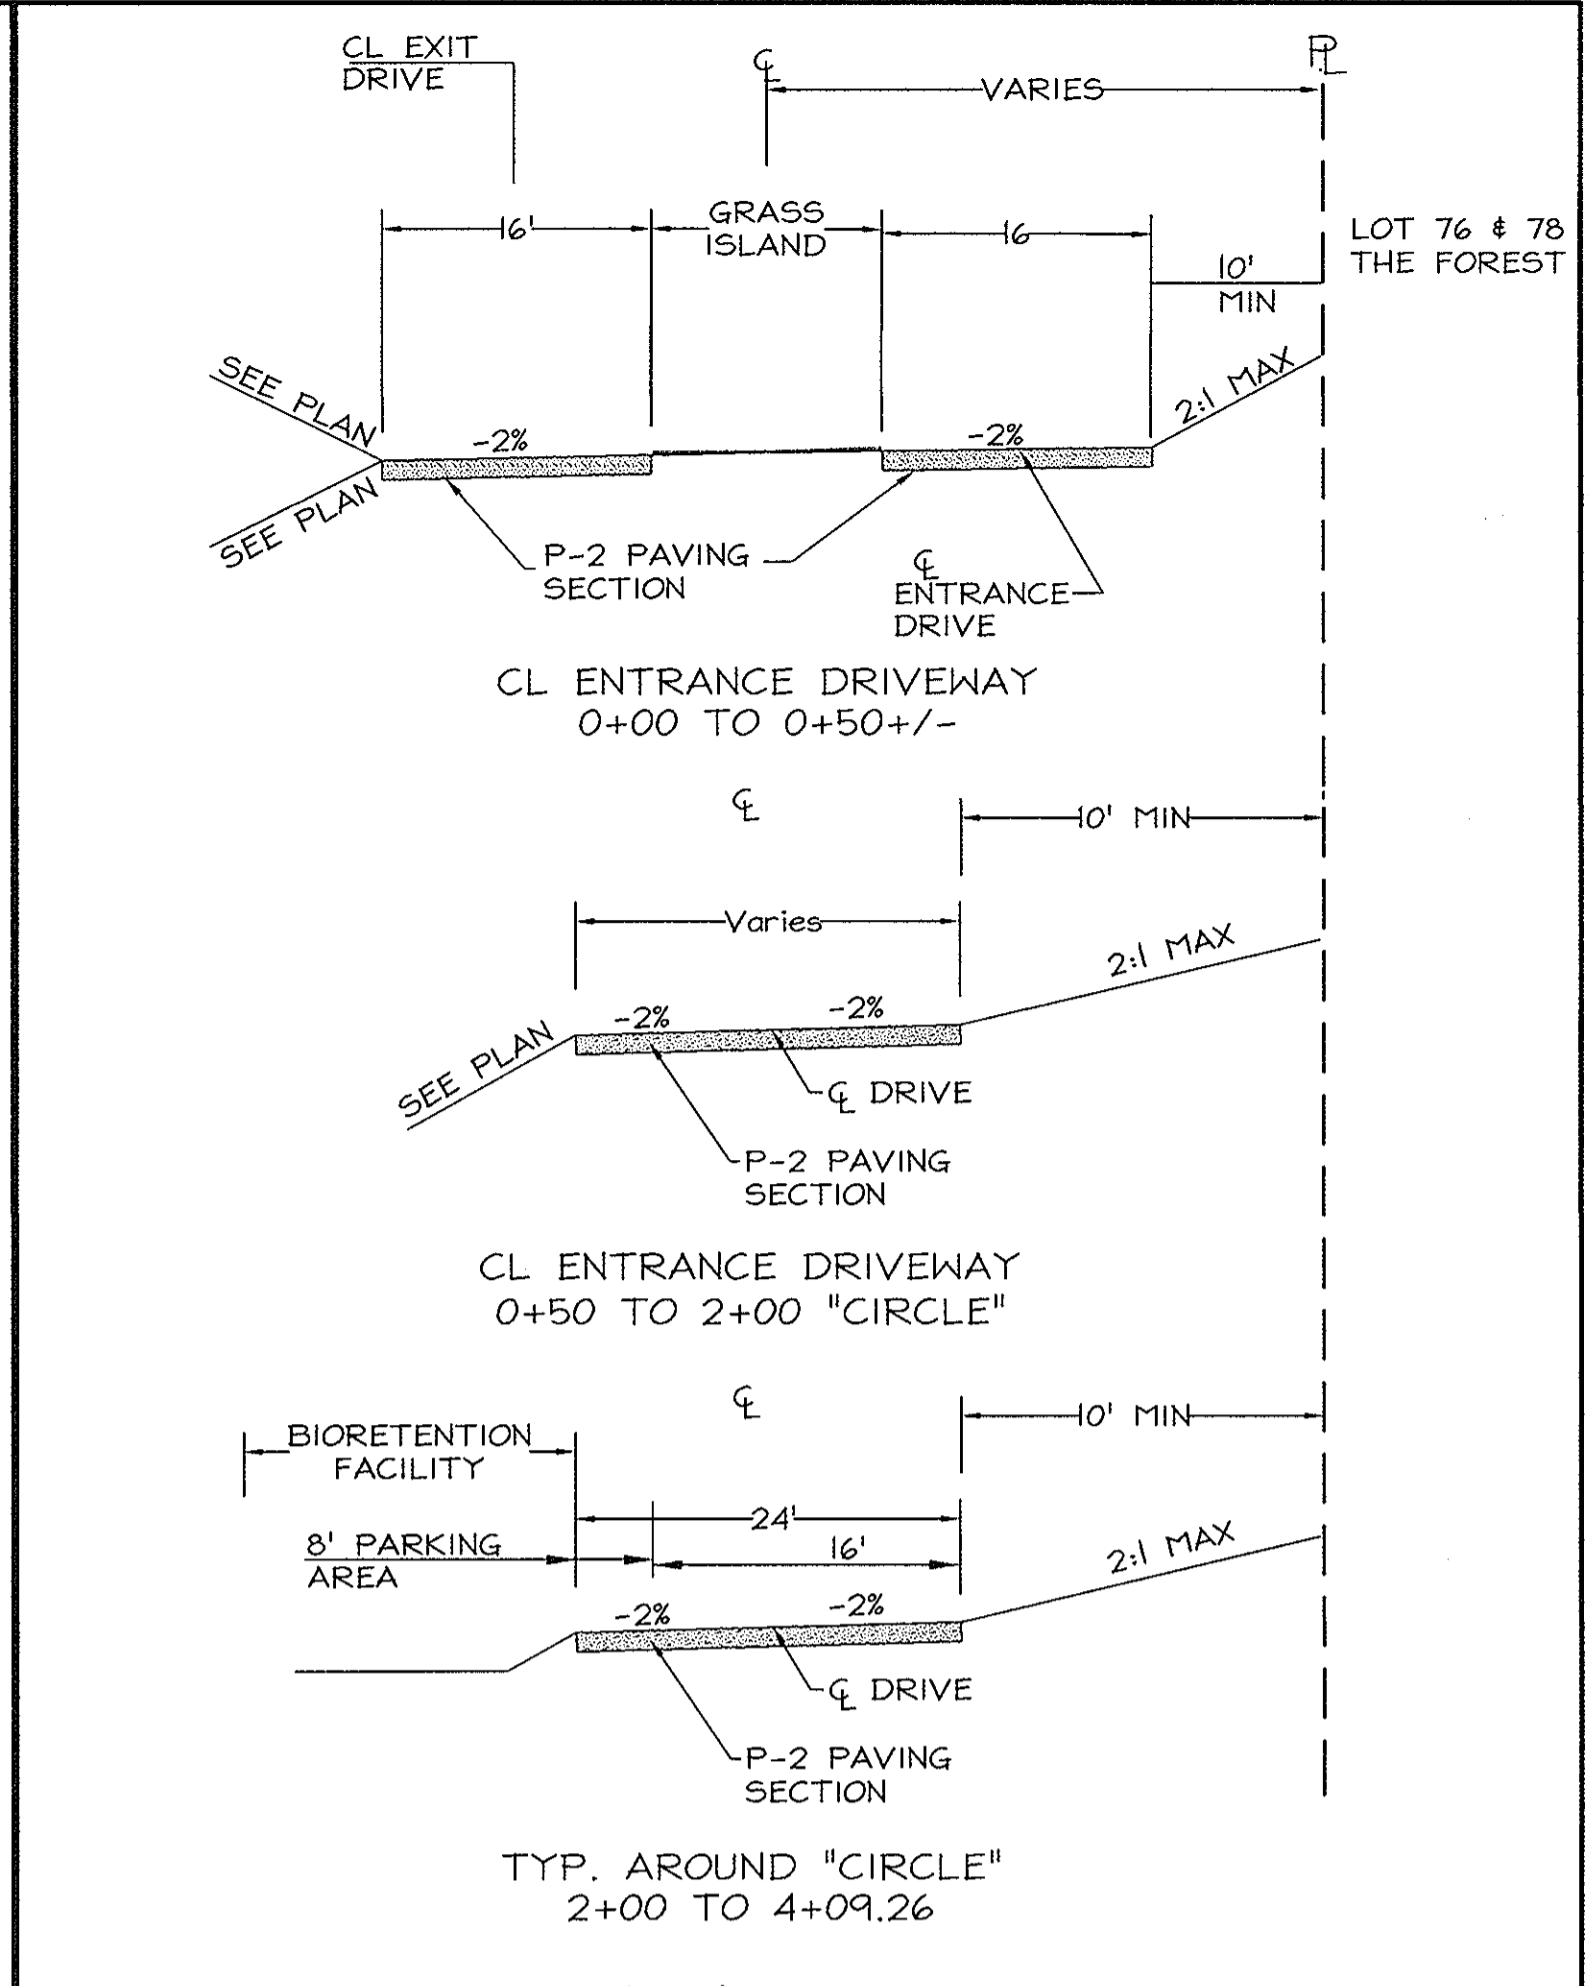 CL EXIT
DRIVE
℄
VARIES
PL
16'
GRASS
ISLAND
16
10'
MIN
LOT 76 & 78
THE FOREST
SEE PLAN
SEE PLAN
-2%
-2%
2:1 MAX
P-2 PAVING
SECTION
℄
ENTRANCE
DRIVE
CL ENTRANCE DRIVEWAY
0+00 TO 0+50+/-
℄
10' MIN
Varies
2:1 MAX
SEE PLAN
-2%
-2%
℄ DRIVE
P-2 PAVING
SECTION
CL ENTRANCE DRIVEWAY
0+50 TO 2+00 "CIRCLE"
℄
10' MIN
BIORETENTION
FACILITY
24'
8' PARKING
AREA
16'
2:1 MAX
-2%
-2%
℄ DRIVE
P-2 PAVING
SECTION
TYP. AROUND "CIRCLE"
2+00 TO 4+09.26